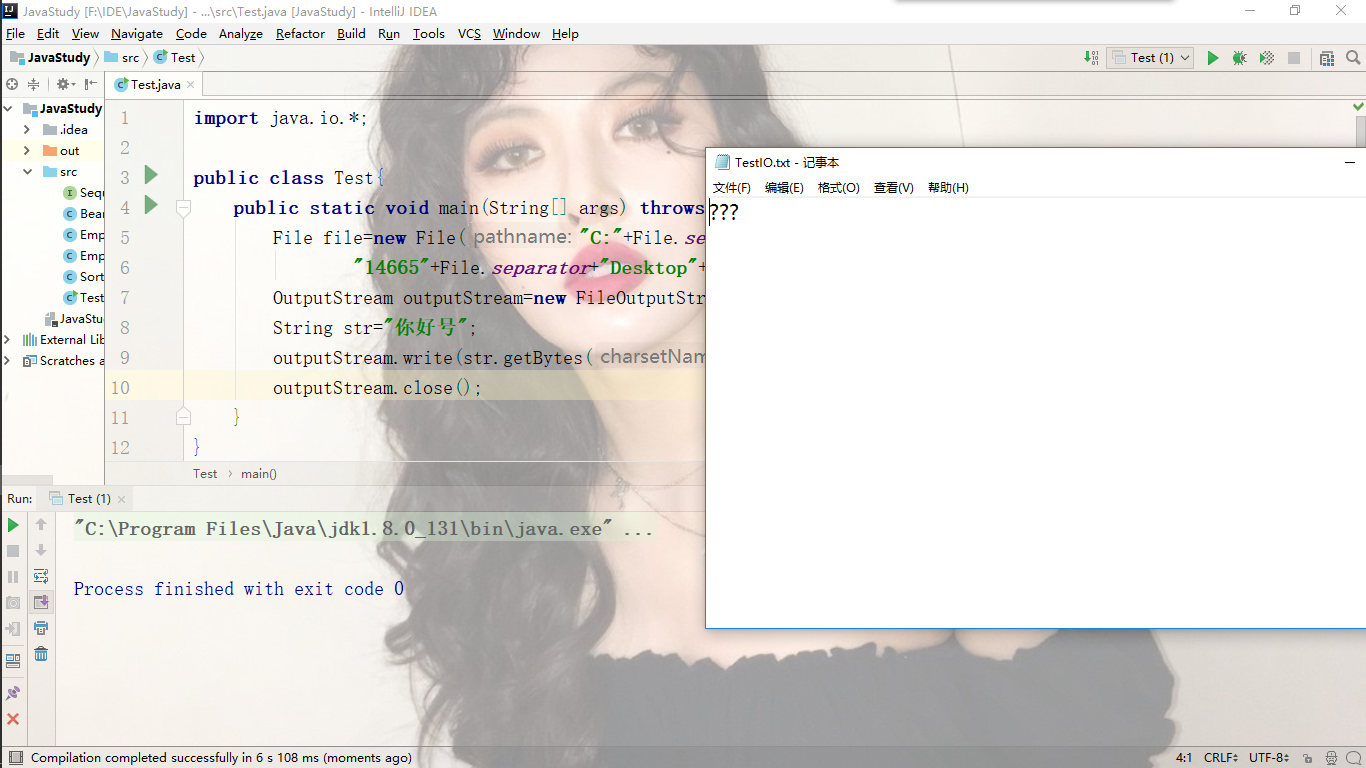 JavaStudy [F:\IDE\JavaStudy] - ...\src\Test.java [JavaStudy] - IntelliJ IDEA
File Edit View Navigate Code Analyze Refactor Build Run Tools VCS Window Help
JavaStudy src Test Test (1)
Test.java
JavaStudy
.idea
out
src
Sequ
Bear
Emp
Emp
Sort
Test
JavaStu
External Lib
Scratches a
1 import java.io.*;
2
3 public class Test{
4 public static void main(String[] args) throws
5 File file=new File( pathname: "C:"+File.se
6 "14665"+File.separator+"Desktop"+
7 OutputStream outputStream=new FileOutputStr
8 String str="你好号";
9 outputStream.write(str.getBytes( charsetNam
10 outputStream.close();
11 }
12 }
Test › main()
TestIO.txt - 记事本
文件(F) 编辑(E) 格式(O) 查看(V) 帮助(H)
???
Run: Test (1)
"C:\Program Files\Java\jdk1.8.0_131\bin\java.exe" ...
Process finished with exit code 0
Compilation completed successfully in 6 s 108 ms (moments ago) 4:1 CRLF UTF-8